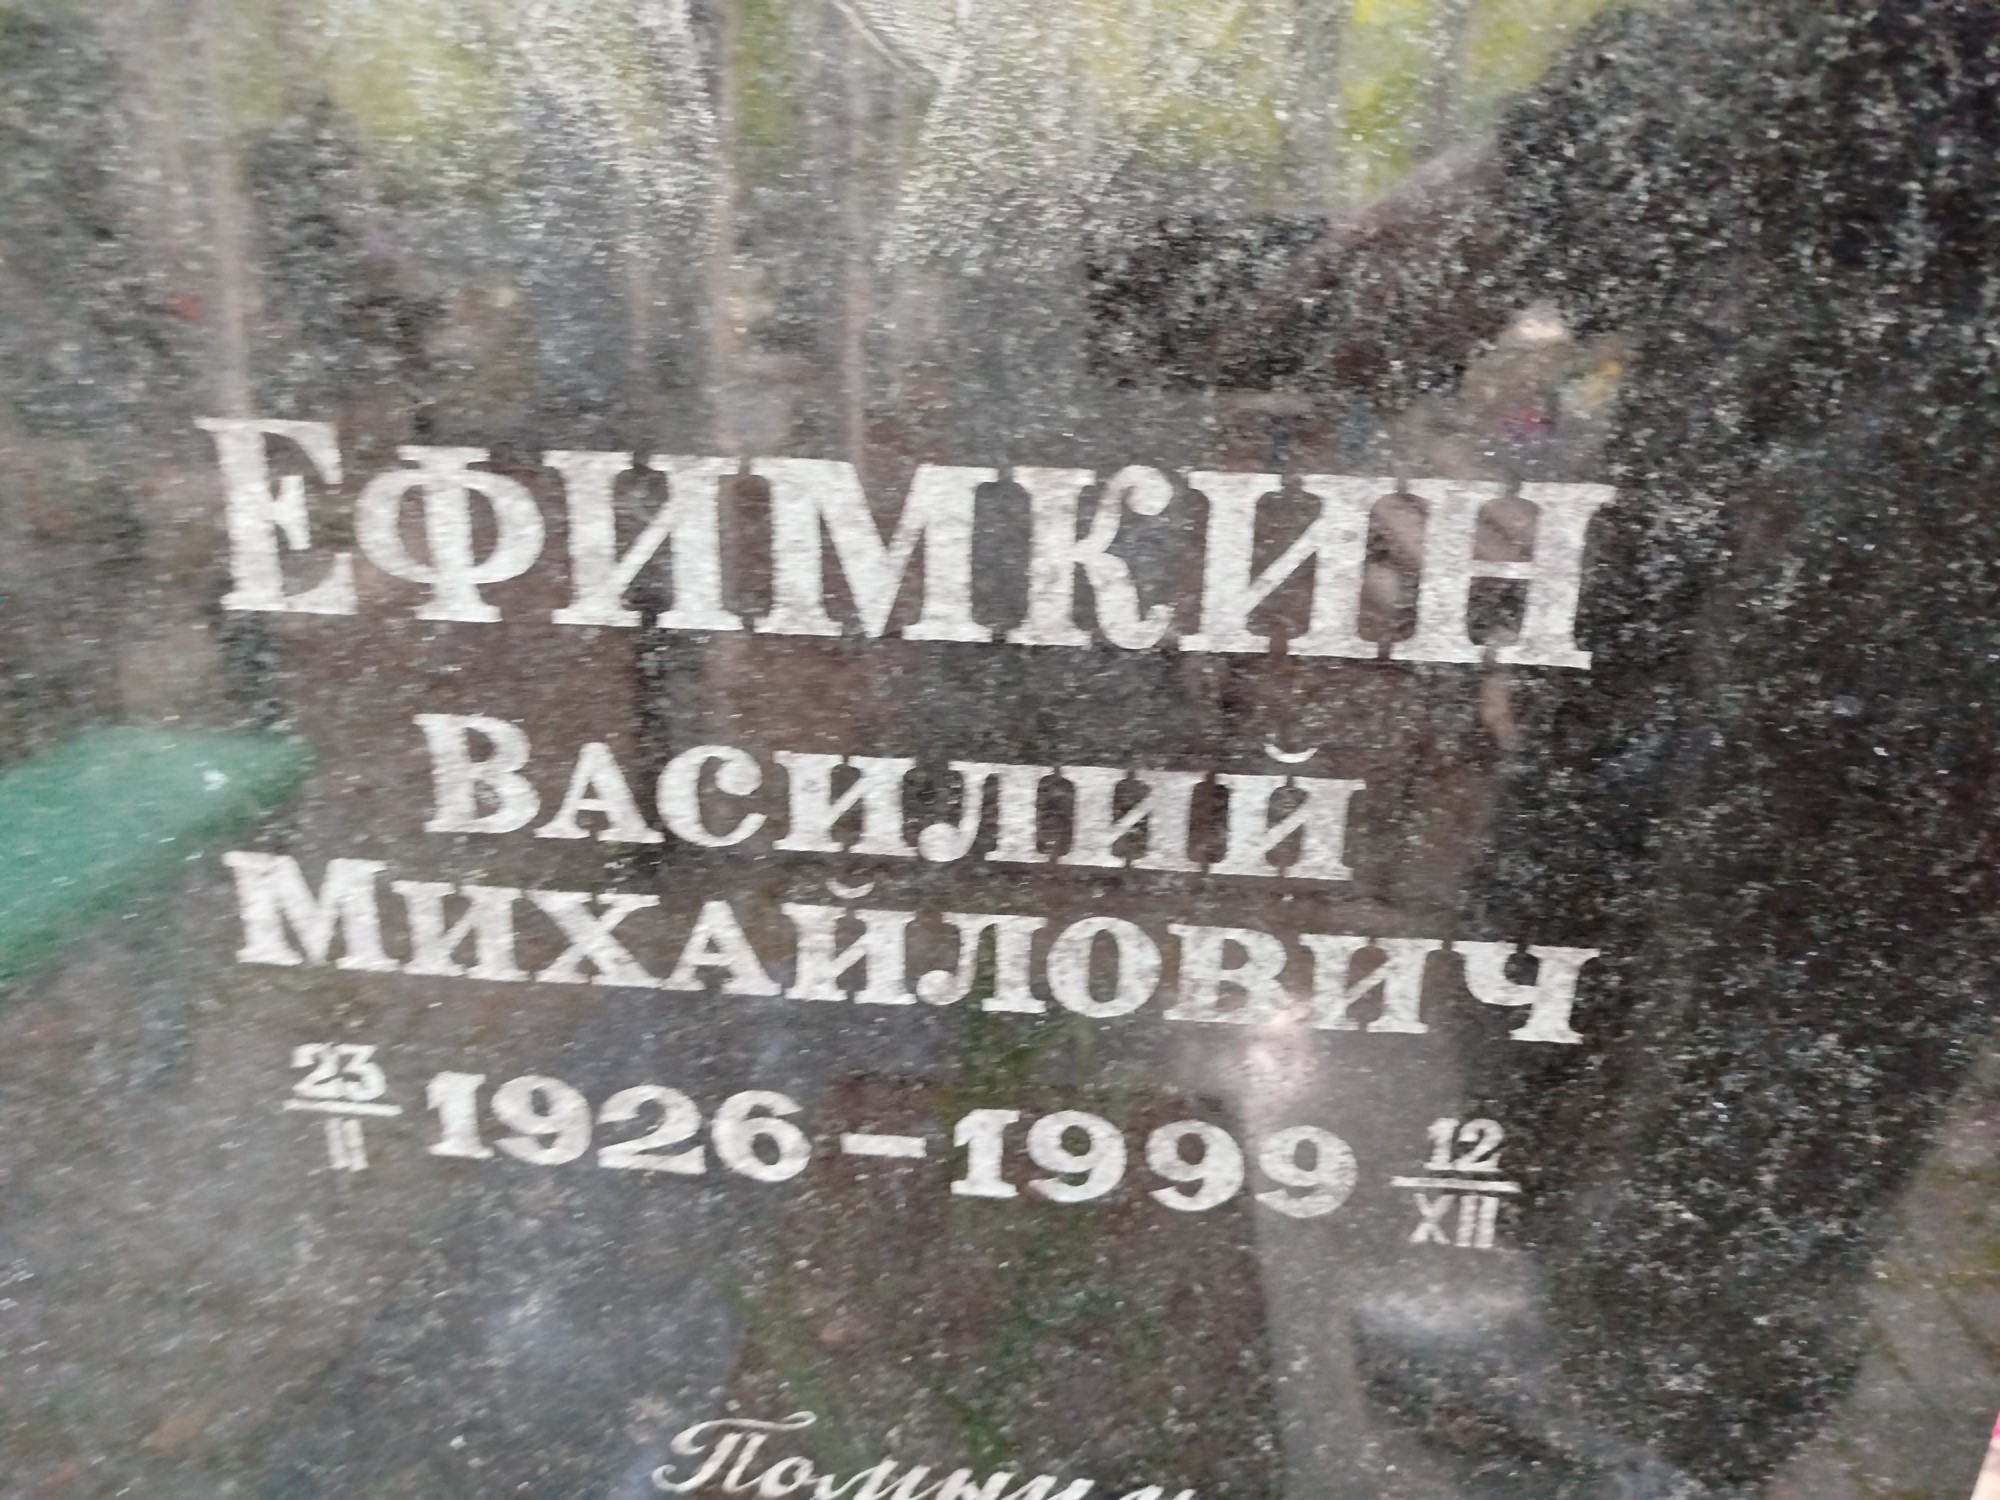 ЕФИМКИН
ВАСИЛИЙ
МИХАЙЛОВИЧ
23/II 1926 – 1999 12/XII